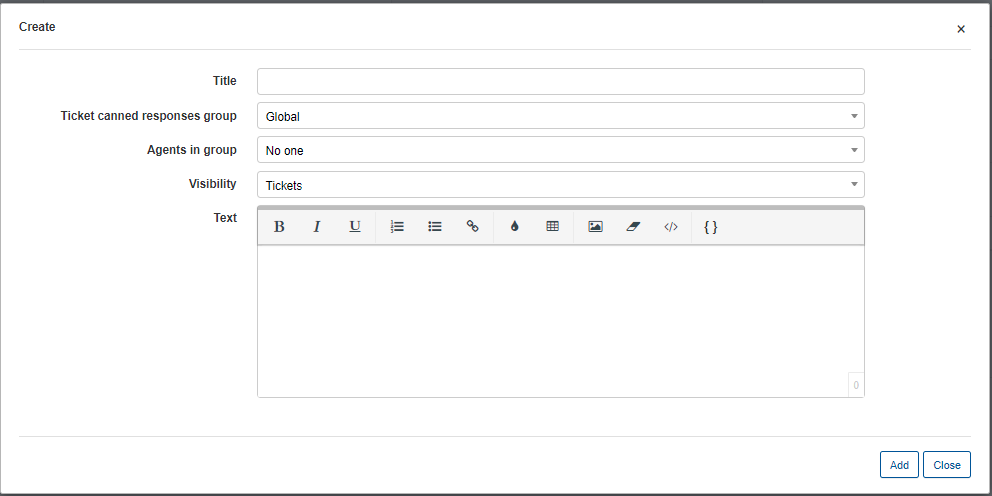 Create ×
Title
Ticket canned responses group Global
Agents in group No one
Visibility Tickets
Text B I U </> { }
0
Add Close